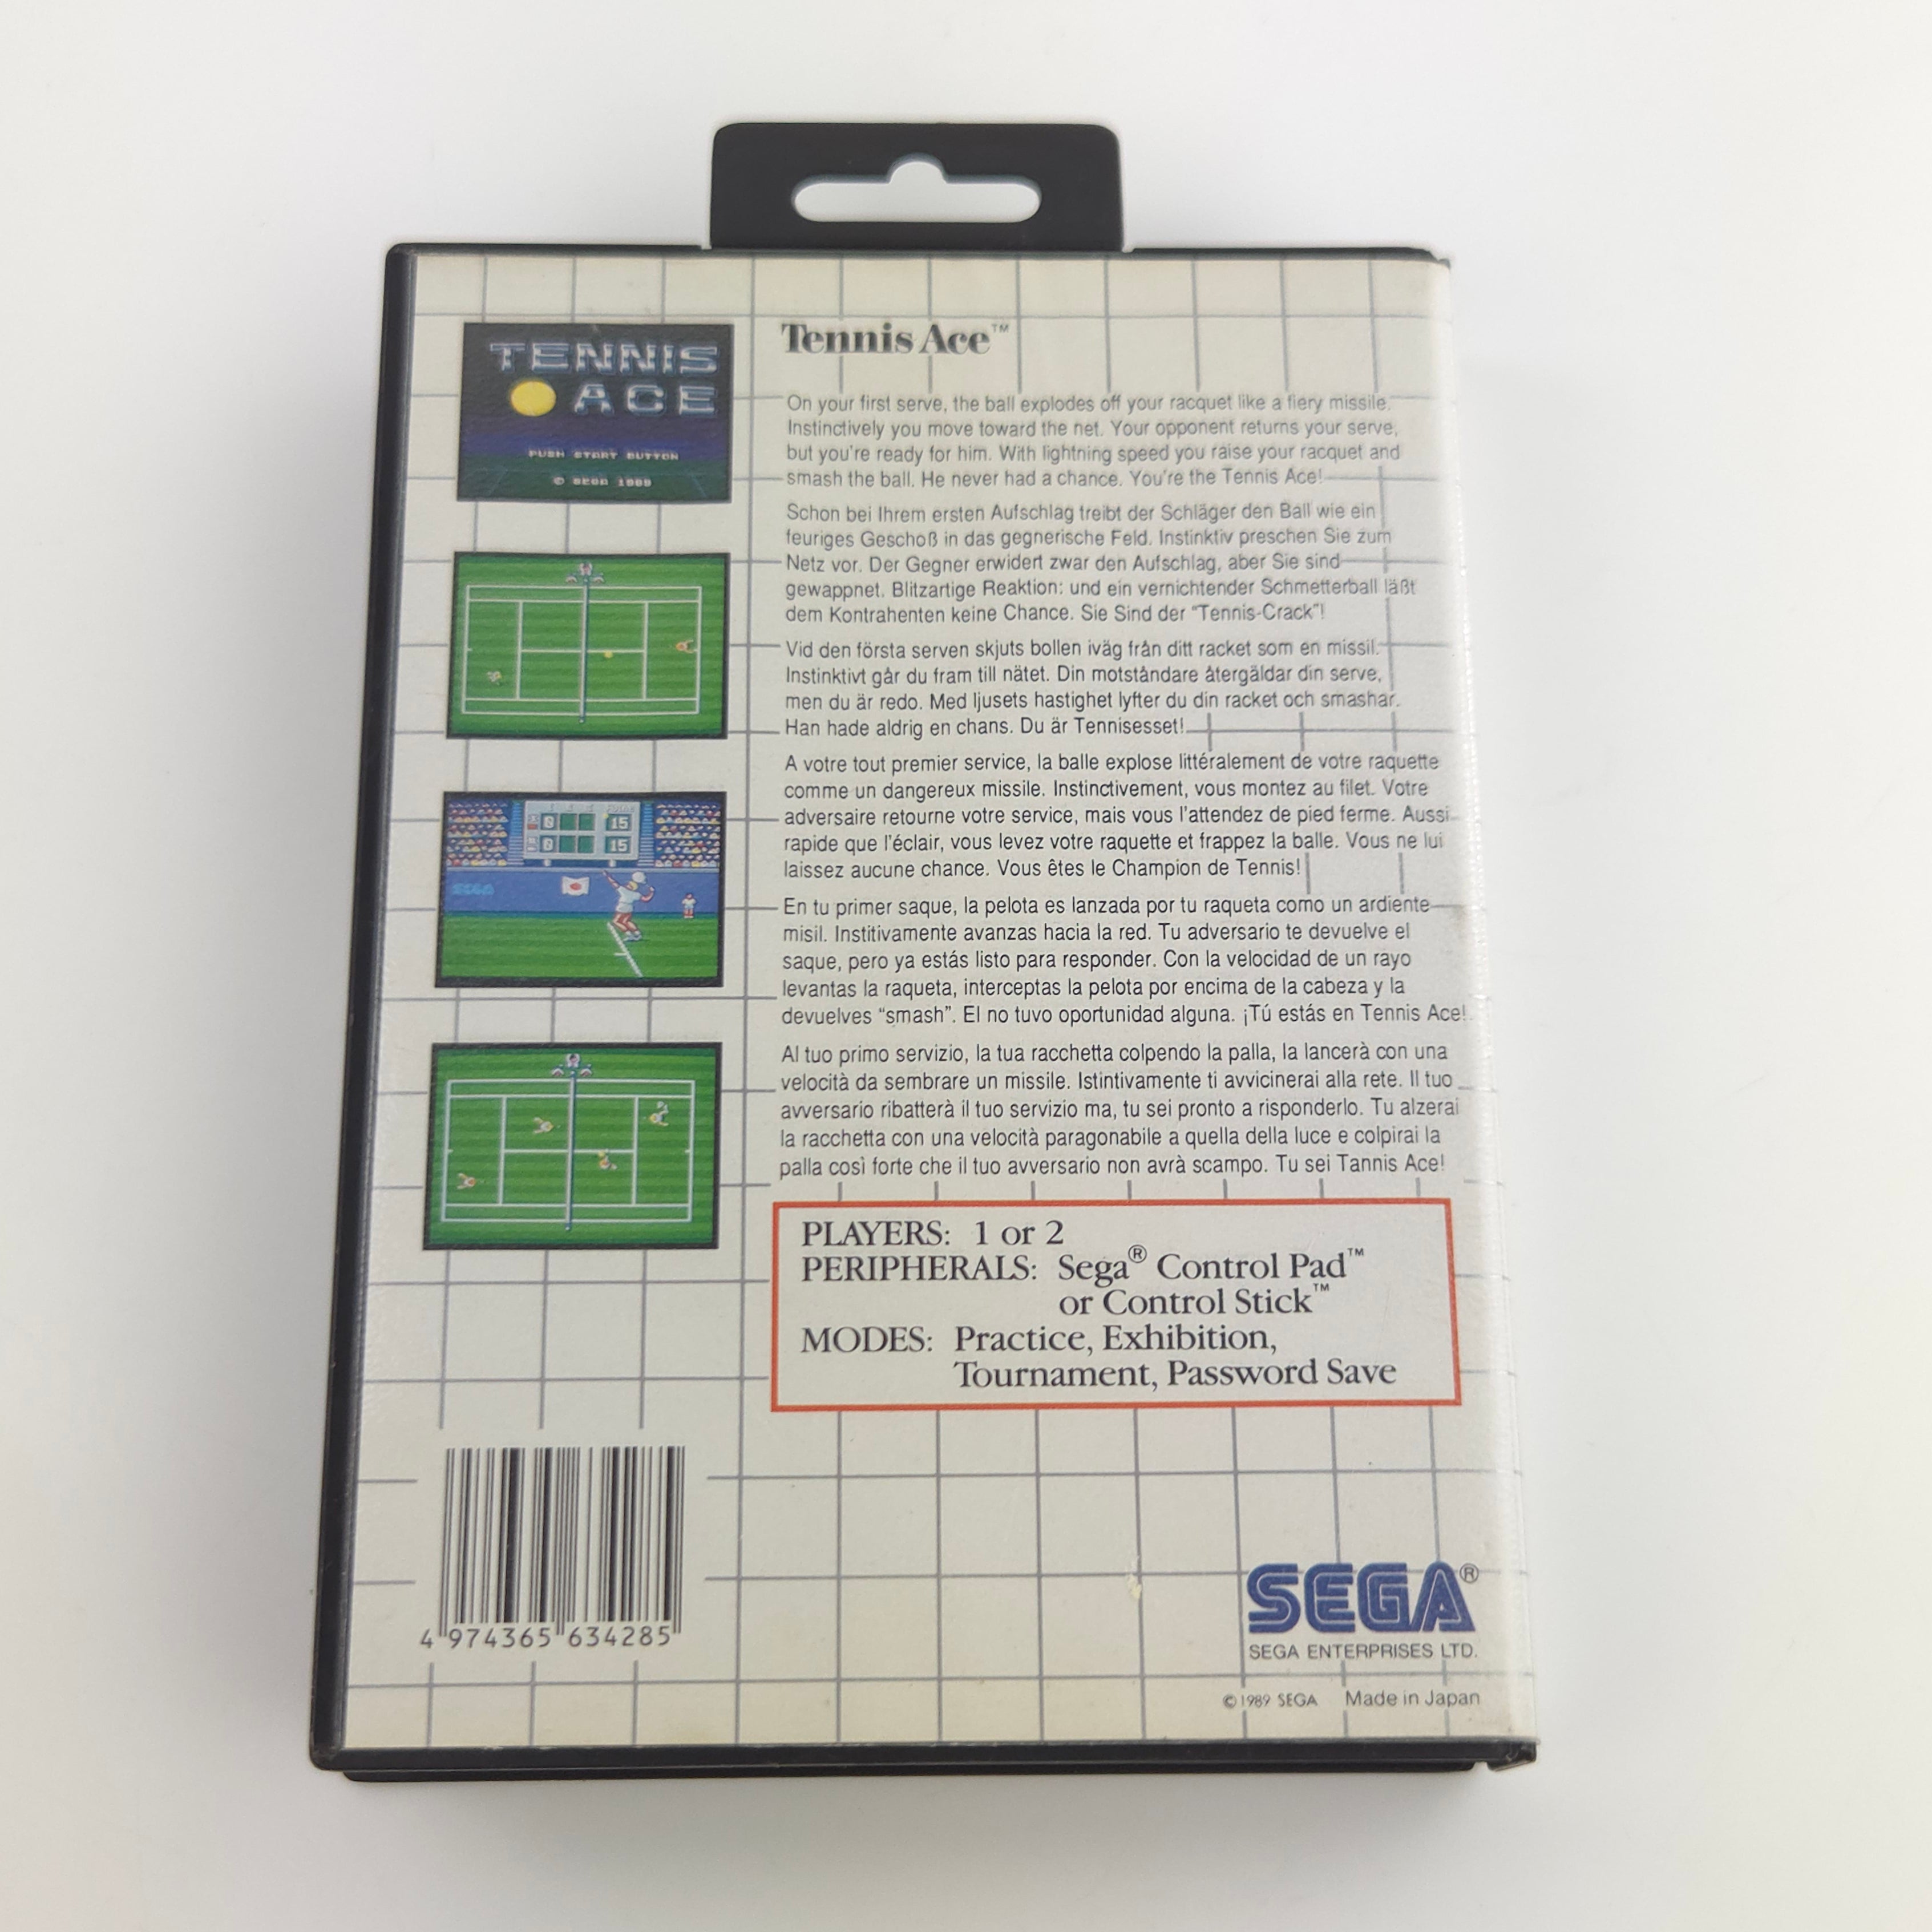 TENNIS
ACE
PUSH START BUTTON
© SEGA 1989
0 15
0 15
SEGA
Tennis Ace™
On your first serve, the ball explodes off your racquet like a fiery missile.
Instinctively you move toward the net. Your opponent returns your serve,
but you're ready for him. With lightning speed you raise your racquet and
smash the ball. He never had a chance. You're the Tennis Ace!
Schon bei Ihrem ersten Aufschlag treibt der Schläger den Ball wie ein
feuriges Geschoß in das gegnerische Feld. Instinktiv preschen Sie zum
Netz vor. Der Gegner erwidert zwar den Aufschlag, aber Sie sind
gewappnet. Blitzartige Reaktion: und ein vernichtender Schmetterball läßt
dem Kontrahenten keine Chance. Sie Sind der “Tennis-Crack”!
Vid den första serven skjuts bollen iväg från ditt racket som en missil.
Instinktivt går du fram till nätet. Din motståndare återgäldar din serve,
men du är redo. Med ljusets hastighet lyfter du din racket och smashar.
Han hade aldrig en chans. Du är Tennisesset!
A votre tout premier service, la balle explose littéralement de votre raquette
comme un dangereux missile. Instinctivement, vous montez au filet. Votre
adversaire retourne votre service, mais vous l'attendez de pied ferme. Aussi
rapide que l'éclair, vous levez votre raquette et frappez la balle. Vous ne lui
laissez aucune chance. Vous êtes le Champion de Tennis!
En tu primer saque, la pelota es lanzada por tu raqueta como un ardiente
misil. Institivamente avanzas hacia la red. Tu adversario te devuelve el
saque, pero ya estás listo para responder. Con la velocidad de un rayo
levantas la raqueta, interceptas la pelota por encima de la cabeza y la
devuelves “smash”. El no tuvo oportunidad alguna. ¡Tú estás en Tennis Ace!
Al tuo primo servizio, la tua racchetta colpendo la palla, la lancerà con una
velocità da sembrare un missile. Istintivamente ti avvicinerai alla rete. Il tuo
avversario ribatterà il tuo servizio ma, tu sei pronto a risponderlo. Tu alzerai
la racchetta con una velocità paragonabile a quella della luce e colpirai la
palla così forte che il tuo avversario non avrà scampo. Tu sei Tannis Ace!
PLAYERS: 1 or 2
PERIPHERALS: Sega® Control Pad™
or Control Stick™
MODES: Practice, Exhibition,
Tournament, Password Save
4 974365 634285
SEGA®
SEGA ENTERPRISES LTD.
©1989 SEGA Made in Japan